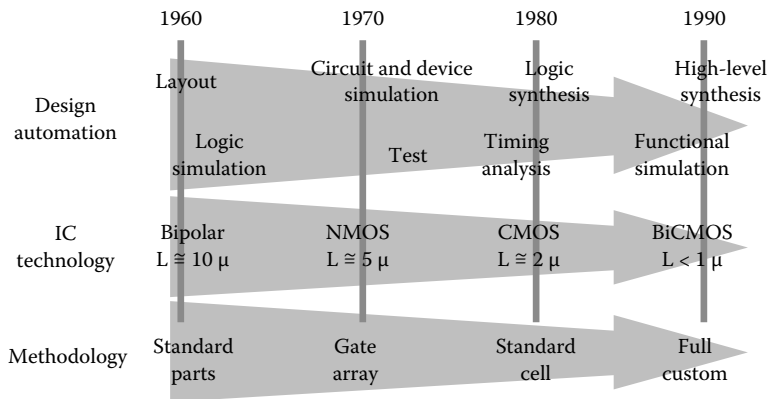 1960 1970 1980 1990
Design
automation
Layout
Circuit and device
simulation
Logic
synthesis
High-level
synthesis
Logic
simulation
Test
Timing
analysis
Functional
simulation
IC
technology
Bipolar
L ≅ 10 μ
NMOS
L ≅ 5 μ
CMOS
L ≅ 2 μ
BiCMOS
L < 1 μ
Methodology
Standard
parts
Gate
array
Standard
cell
Full
custom